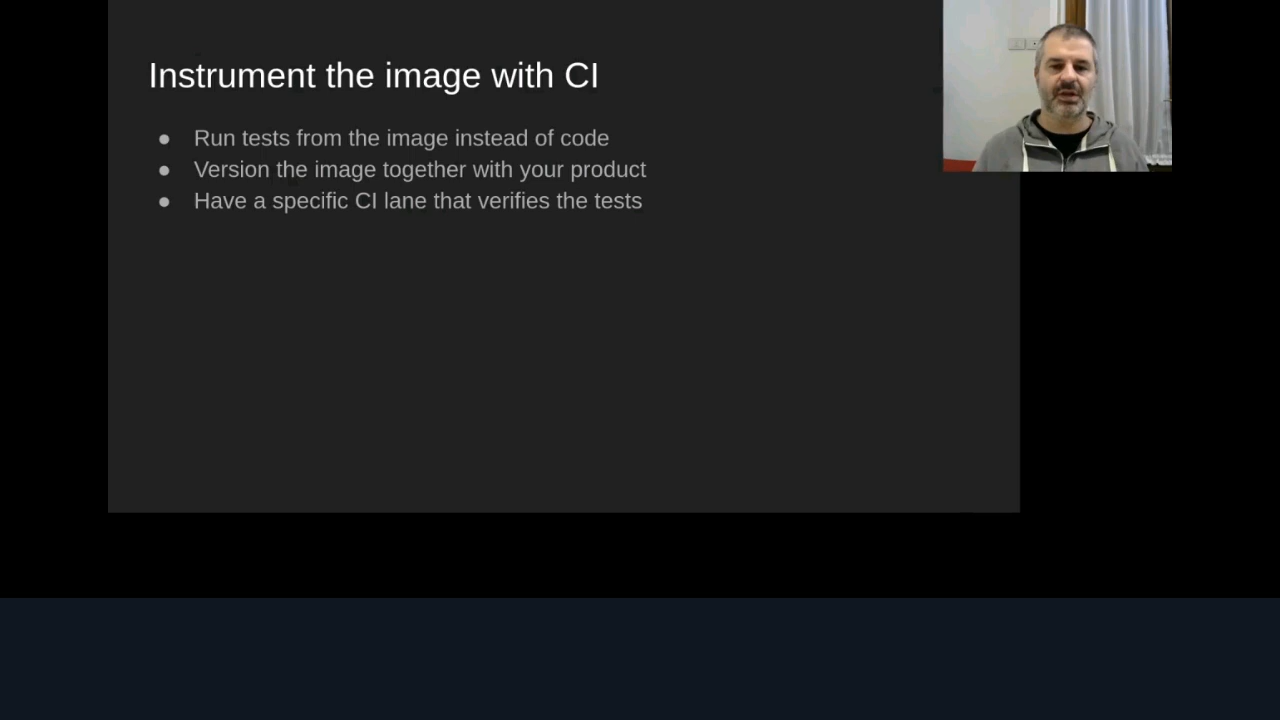 Instrument the image with CI
● Run tests from the image instead of code
● Version the image together with your product
● Have a specific CI lane that verifies the tests